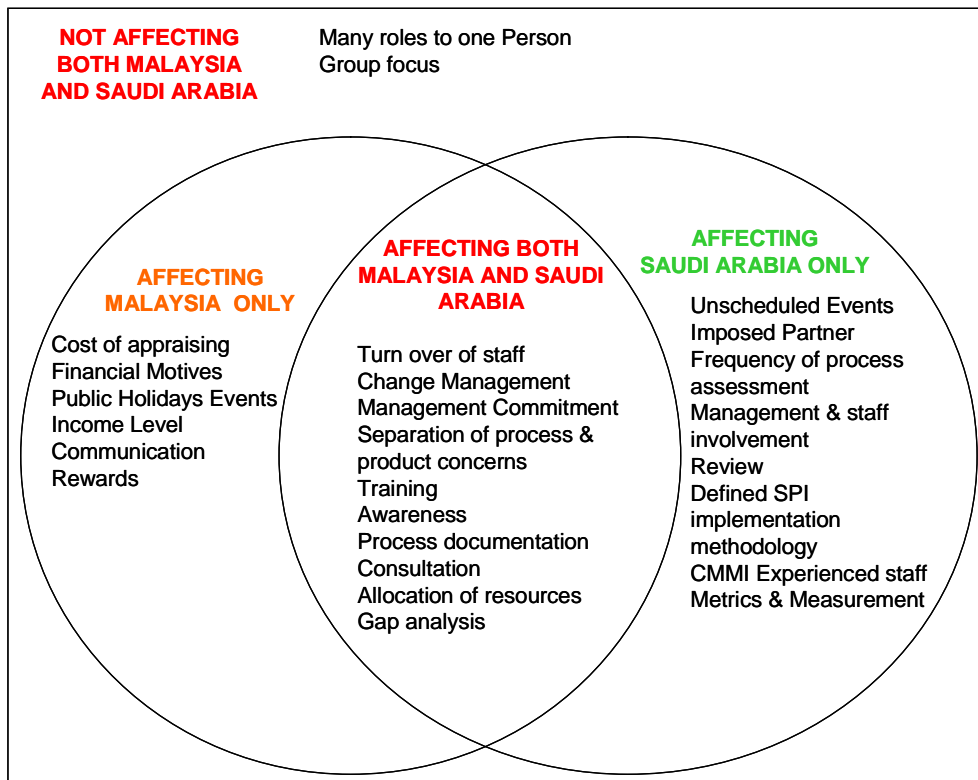 NOT AFFECTING
BOTH MALAYSIA
AND SAUDI ARABIA
Many roles to one Person
Group focus
AFFECTING
MALAYSIA ONLY
Cost of appraising
Financial Motives
Public Holidays Events
Income Level
Communication
Rewards
AFFECTING BOTH
MALAYSIA AND SAUDI
ARABIA
Turn over of staff
Change Management
Management Commitment
Separation of process &
product concerns
Training
Awareness
Process documentation
Consultation
Allocation of resources
Gap analysis
AFFECTING
SAUDI ARABIA ONLY
Unscheduled Events
Imposed Partner
Frequency of process
assessment
Management & staff
involvement
Review
Defined SPI
implementation
methodology
CMMI Experienced staff
Metrics & Measurement